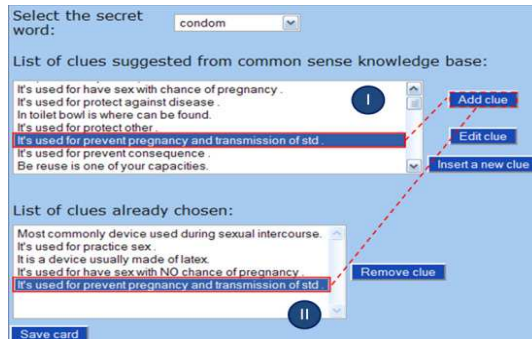 Select the secret
word:
condom
List of clues suggested from common sense knowledge base:
It's used for have sex with chance of pregnancy .
It's used for protect against disease .
In toilet bowl is where can be found.
It's used for protect other .
It's used for prevent pregnancy and transmission of std .
It's used for prevent consequence .
Be reuse is one of your capacities.
I
Add clue
Edit clue
Insert a new clue
List of clues already chosen:
Most commonly device used during sexual intercourse.
It's used for practice sex .
It is a device usually made of latex.
It's used for have sex with NO chance of pregnancy .
It's used for prevent pregnancy and transmission of std .
II
Remove clue
Save card